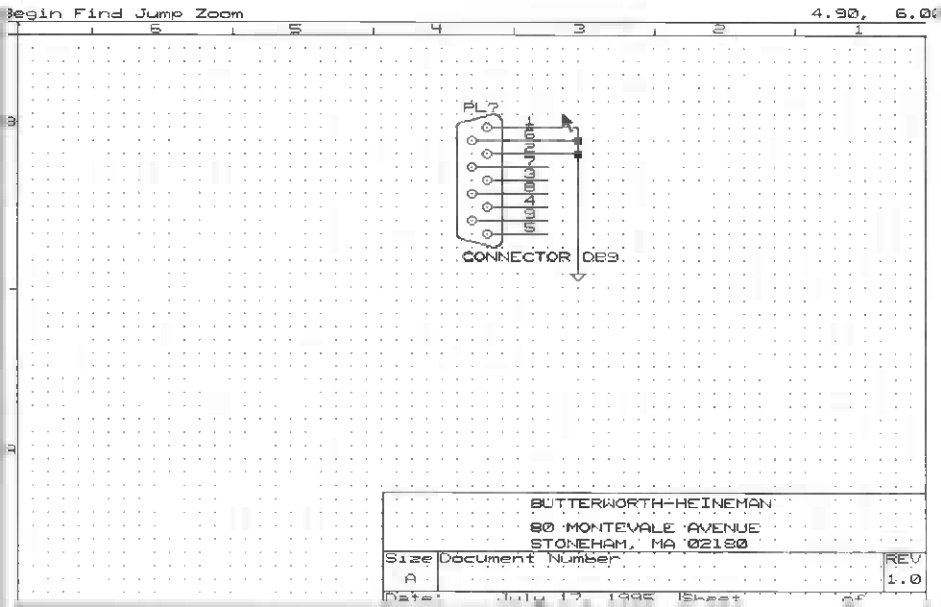 Begin Find Jump Zoom 4.90, 6.00
6 5 4 3 2 1
PL?
1
6
2
7
3
8
4
9
5
CONNECTOR DB9
BUTTERWORTH-HEINEMAN
80 MONTEVALE AVENUE
STONEHAM, MA 02180
Size Document Number REV
A 1.0
Date: July 17, 1995 Sheet of